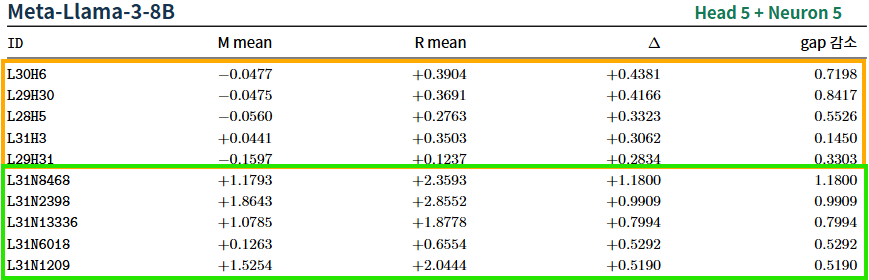 Meta-Llama-3-8B Head 5 + Neuron 5
ID M mean R mean Δ gap 감소
L30H6 −0.0477 +0.3904 +0.4381 0.7198
L29H30 −0.0475 +0.3691 +0.4166 0.8417
L28H5 −0.0560 +0.2763 +0.3323 0.5526
L31H3 +0.0441 +0.3503 +0.3062 0.1450
L29H31 −0.1597 +0.1237 +0.2834 0.3303
L31N8468 +1.1793 +2.3593 +1.1800 1.1800
L31N2398 +1.8643 +2.8552 +0.9909 0.9909
L31N13336 +1.0785 +1.8778 +0.7994 0.7994
L31N6018 +0.1263 +0.6554 +0.5292 0.5292
L31N1209 +1.5254 +2.0444 +0.5190 0.5190